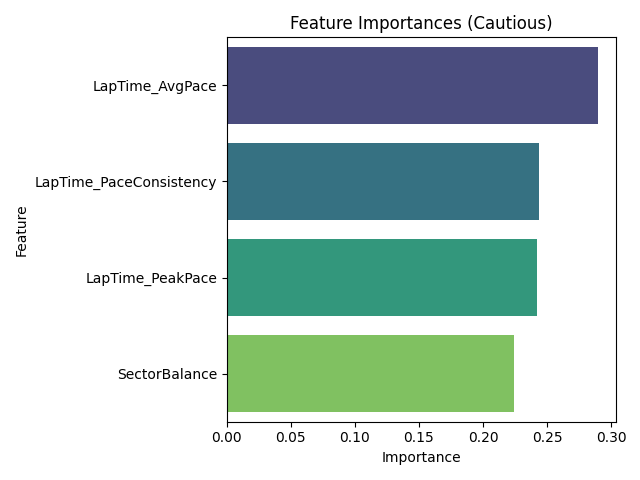 Feature Importances (Cautious)
Feature
LapTime_AvgPace
LapTime_PaceConsistency
LapTime_PeakPace
SectorBalance
0.00 0.05 0.10 0.15 0.20 0.25 0.30
Importance